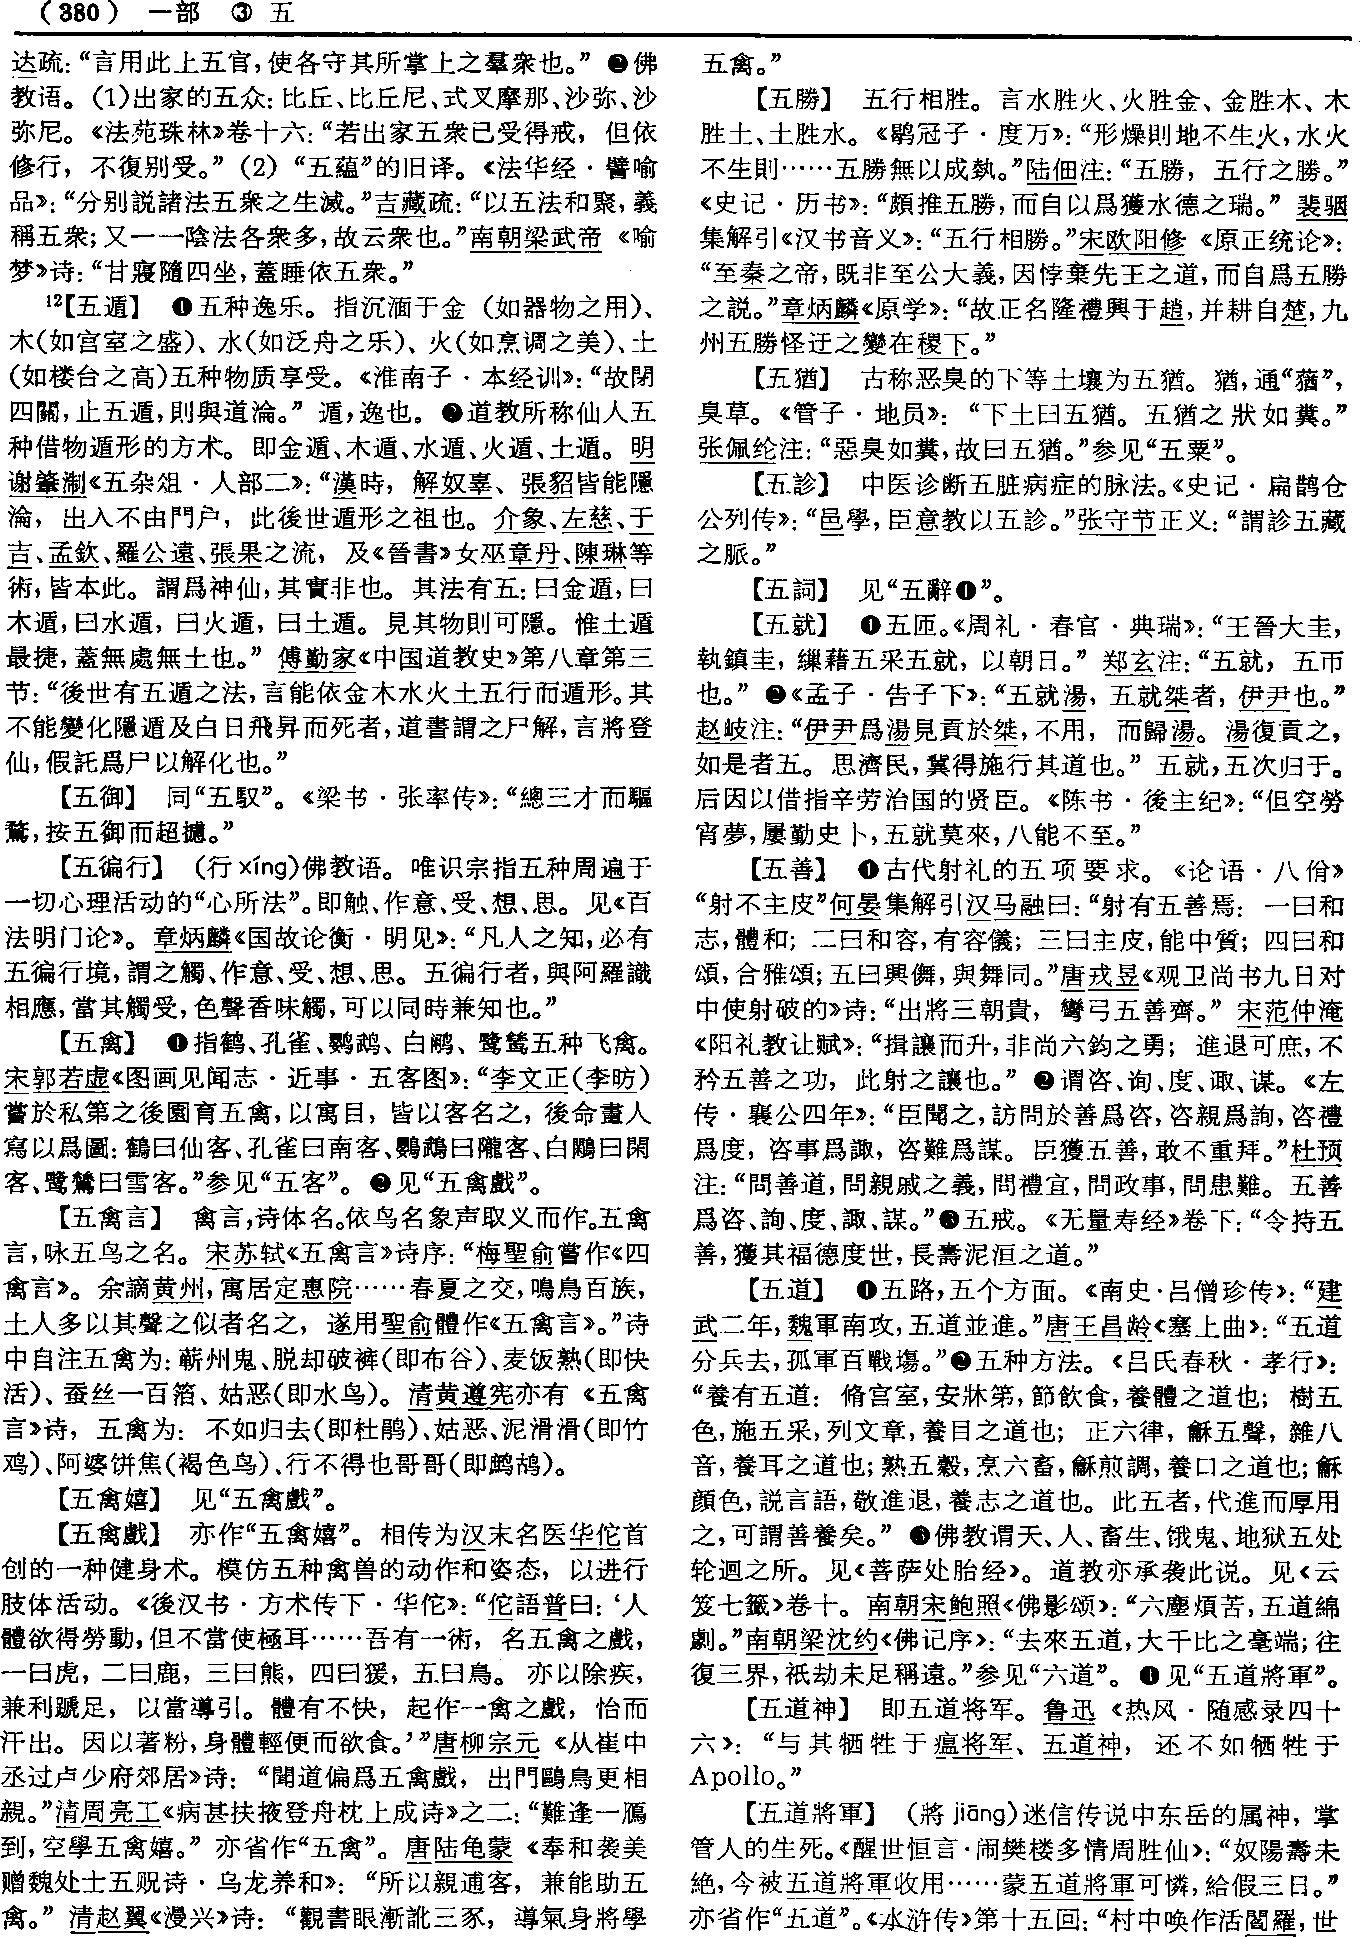 （380） 一部 ③ 五
达疏：“言用此上五官，使各守其所掌上之羣衆也。” ❷佛
教语。（1)出家的五众：比丘、比丘尼、式叉摩那、沙弥、沙
弥尼。《法苑珠林》卷十六：“若出家五衆已受得戒，但依
修行，不復别受。”（2）“五蕴”的旧译。《法华经·譬喻
品》：“分别説諸法五衆之生滅。”吉藏疏：“以五法和聚，義
稱五衆；又一一陰法各衆多，故云衆也。”南朝梁武帝《喻
梦》诗：“甘寢隨四坐，蓋睡依五衆。”
12【五遁】 ❶五种逸乐。指沉湎于金（如器物之用）、
木（如宫室之盛）、水（如泛舟之乐）、火（如烹调之美）、土
（如楼台之高）五种物质享受。《淮南子·本经训》：“故閉
四關，止五遁，則與道淪。”遁，逸也。❷道教所称仙人五
种借物遁形的方术。即金遁、木遁、水遁、火遁、土遁。明
谢肇淛《五杂俎·人部二》：“漢時，解奴辜、張貂皆能隱
淪，出入不由門户，此後世遁形之祖也。介象、左慈、于
吉、孟欽、羅公遠、張果之流，及《晉書》女巫章丹、陳琳等
術，皆本此。謂爲神仙，其實非也。其法有五：曰金遁，曰
木遁，曰水遁，曰火遁，曰土遁。見其物則可隱。惟土遁
最捷，蓋無處無土也。”傅勤家《中国道教史》第八章第三
节：“後世有五遁之法，言能依金木水火土五行而遁形。其
不能變化隱遁及白日飛昇而死者，道書謂之尸解，言將登
仙，假託爲尸以解化也。”
【五御】 同“五驭”。《梁书·张率传》：“總三才而驅
騖，按五御而超攄。”
【五徧行】 （行 xíng）佛教语。唯识宗指五种周遍于
一切心理活动的“心所法”。即触、作意、受、想、思。见《百
法明门论》。章炳麟《国故论衡·明见》：“凡人之知，必有
五徧行境，謂之觸、作意、受、想、思。五徧行者，與阿羅識
相應，當其觸受，色聲香味觸，可以同時兼知也。”
【五禽】 ❶指鹤、孔雀、鹦鹉、白鹇、鹭鸶五种飞禽。
宋郭若虚《图画见闻志·近事·五客图》：“李文正（李昉）
嘗於私第之後園育五禽，以寓目，皆以客名之，後命畫人
寫以爲圖：鶴曰仙客、孔雀曰南客、鸚鵡曰隴客、白鷴曰閑
客、鷺鷥曰雪客。”参见“五客”。❷见“五禽戲”。
【五禽言】 禽言，诗体名。依鸟名象声取义而作。五禽
言，咏五鸟之名。宋苏轼《五禽言》诗序：“梅聖俞嘗作《四
禽言》。余謫黄州，寓居定惠院……春夏之交，鳴鳥百族，
土人多以其聲之似者名之，遂用聖俞體作《五禽言》。”诗
中自注五禽为：蕲州鬼、脱却破裤（即布谷）、麦饭熟（即快
活）、蚕丝一百箔、姑恶（即水鸟）。清黄遵宪亦有《五禽
言》诗，五禽为：不如归去（即杜鹃）、姑恶、泥滑滑（即竹
鸡）、阿婆饼焦（褐色鸟）、行不得也哥哥（即鹧鸪）。
【五禽嬉】 见“五禽戲”。
【五禽戲】 亦作“五禽嬉”。相传为汉末名医华佗首
创的一种健身术。模仿五种禽兽的动作和姿态，以进行
肢体活动。《後汉书·方术传下·华佗》：“佗語普曰：‘人
體欲得勞動，但不當使極耳……吾有一術，名五禽之戲，
一曰虎，二曰鹿，三曰熊，四曰猨，五曰鳥。亦以除疾，
兼利蹏足，以當導引。體有不快，起作一禽之戲，怡而
汗出。因以著粉，身體輕便而欲食。’”唐柳宗元《从崔中
丞过卢少府郊居》诗：“聞道偏爲五禽戲，出門鷗鳥更相
親。”清周亮工《病甚扶掖登舟枕上成诗》之二：“難逢一鴈
到，空學五禽嬉。”亦省作“五禽”。唐陆龟蒙《奉和袭美
赠魏处士五贶诗·乌龙养和》：“所以親逋客，兼能助五
禽。”清赵翼《漫兴》诗：“觀書眼漸訛三豕，導氣身將學
五禽。”
【五勝】 五行相胜。言水胜火、火胜金、金胜木、木
胜土、土胜水。《鹖冠子·度万》：“形燥則地不生火，水火
不生則……五勝無以成埶。”陆佃注：“五勝，五行之勝。”
《史记·历书》：“頗推五勝，而自以爲獲水德之瑞。”裴骃
集解引《汉书音义》：“五行相勝。”宋欧阳修《原正统论》：
“至秦之帝，既非至公大義，因悖棄先王之道，而自爲五勝
之説。”章炳麟《原学》：“故正名隆禮興于趙，并耕自楚，九
州五勝怪迂之變在稷下。”
【五猶】 古称恶臭的下等土壤为五猶。猶，通“蕕”，
臭草。《管子·地员》：“下土曰五猶。五猶之狀如糞。”
张佩纶注：“惡臭如糞，故曰五猶。”参见“五粟”。
【五診】 中医诊断五脏病症的脉法。《史记·扁鹊仓
公列传》：“邑學，臣意教以五診。”张守节正义：“謂診五藏
之脈。”
【五詞】 见“五辭❶”。
【五就】 ❶五匝。《周礼·春官·典瑞》：“王晉大圭，
執鎮圭，繅藉五采五就，以朝日。”郑玄注：“五就，五帀
也。”❷《孟子·告子下》：“五就湯，五就桀者，伊尹也。”
赵岐注：“伊尹爲湯見貢於桀，不用，而歸湯。湯復貢之，
如是者五。思濟民，冀得施行其道也。”五就，五次归于。
后因以借指辛劳治国的贤臣。《陈书·後主纪》：“但空勞
宵夢，屢勤史卜，五就莫來，八能不至。”
【五善】 ❶古代射礼的五项要求。《论语·八佾》
“射不主皮”何晏集解引汉马融曰：“射有五善焉：一曰和
志，體和；二曰和容，有容儀；三曰主皮，能中質；四曰和
頌，合雅頌；五曰興儛，與舞同。”唐戎昱《观卫尚书九日对
中使射破的》诗：“出將三朝貴，彎弓五善齊。”宋范仲淹
《阳礼教让赋》：“揖讓而升，非尚六鈞之勇；進退可庶，不
矜五善之功，此射之讓也。”❷谓咨、询、度、诹、谋。《左
传·襄公四年》：“臣聞之，訪問於善爲咨，咨親爲詢，咨禮
爲度，咨事爲諏，咨難爲謀。臣獲五善，敢不重拜。”杜预
注：“問善道，問親戚之義，問禮宜，問政事，問患難。五善
爲咨、詢、度、諏、謀。”❸五戒。《无量寿经》卷下：“令持五
善，獲其福德度世，長壽泥洹之道。”
【五道】 ❶五路，五个方面。《南史·吕僧珍传》：“建
武二年，魏軍南攻，五道並進。”唐王昌龄《塞上曲》：“五道
分兵去，孤軍百戰場。”❷五种方法。《吕氏春秋·孝行》：
“養有五道：脩宫室，安牀笫，節飲食，養體之道也；樹五
色，施五采，列文章，養目之道也；正六律，龢五聲，雜八
音，養耳之道也；熟五穀，烹六畜，龢煎調，養口之道也；龢
顔色，説言語，敬進退，養志之道也。此五者，代進而厚用
之，可謂善養矣。”❸佛教谓天、人、畜生、饿鬼、地狱五处
轮迴之所。见《菩萨处胎经》。道教亦承袭此说。见《云
笈七籖》卷十。南朝宋鲍照《佛影颂》：“六塵煩苦，五道綿
劇。”南朝梁沈约《佛记序》：“去來五道，大千比之毫端；往
復三界，祇劫未足稱遠。”参见“六道”。❹见“五道將軍”。
【五道神】 即五道将军。鲁迅《热风·随感录四十
六》：“与其牺牲于瘟将军、五道神，还不如牺牲于
Apollo。”
【五道將軍】 （將 jiāng）迷信传说中东岳的属神，掌
管人的生死。《醒世恒言·闹樊楼多情周胜仙》：“奴陽壽未
絶，今被五道將軍收用……蒙五道將軍可憐，給假三日。”
亦省作“五道”。《水浒传》第十五回：“村中唤作活閻羅，世